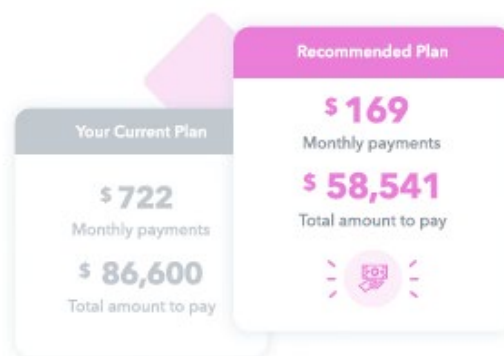 Recommended Plan
$ 169
Monthly payments
$ 58,541
Total amount to pay
Your Current Plan
$ 722
Monthly payments
$ 86,600
Total amount to pay